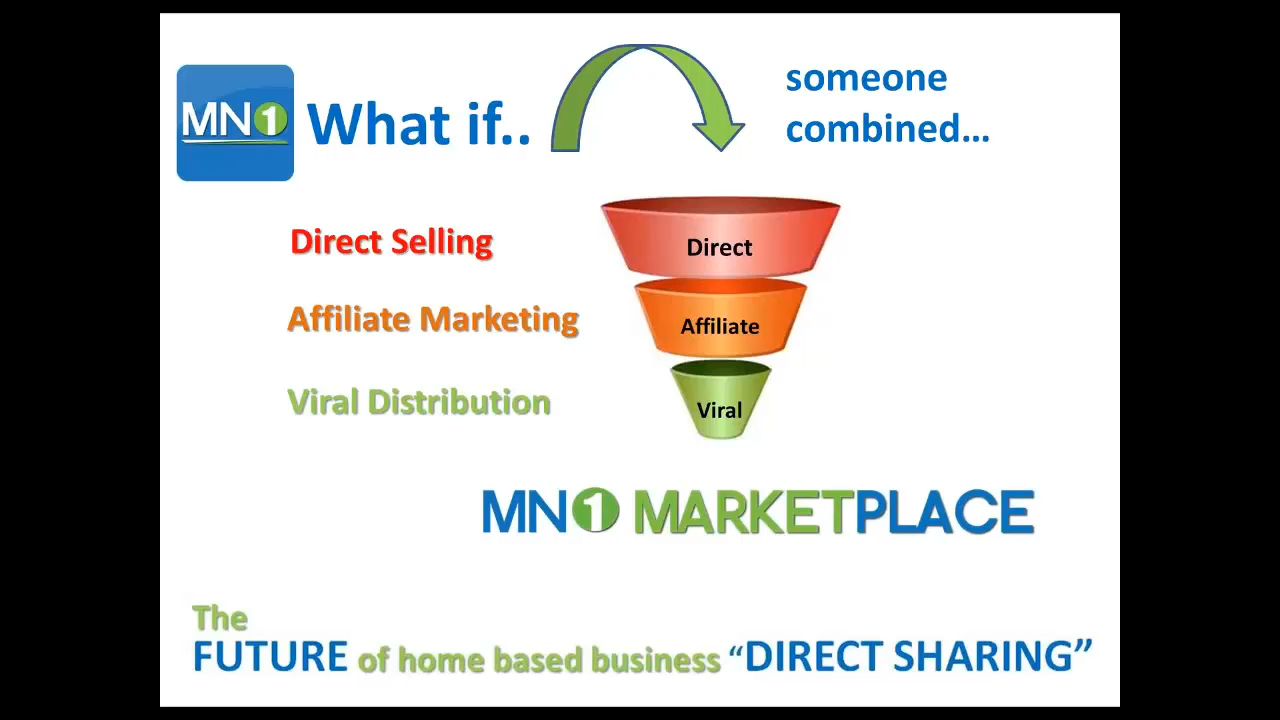 MN1
What if..
someone
combined...
Direct Selling
Direct
Affiliate Marketing
Affiliate
Viral Distribution
Viral
MN1 MARKETPLACE
The
FUTURE of home based business “DIRECT SHARING”